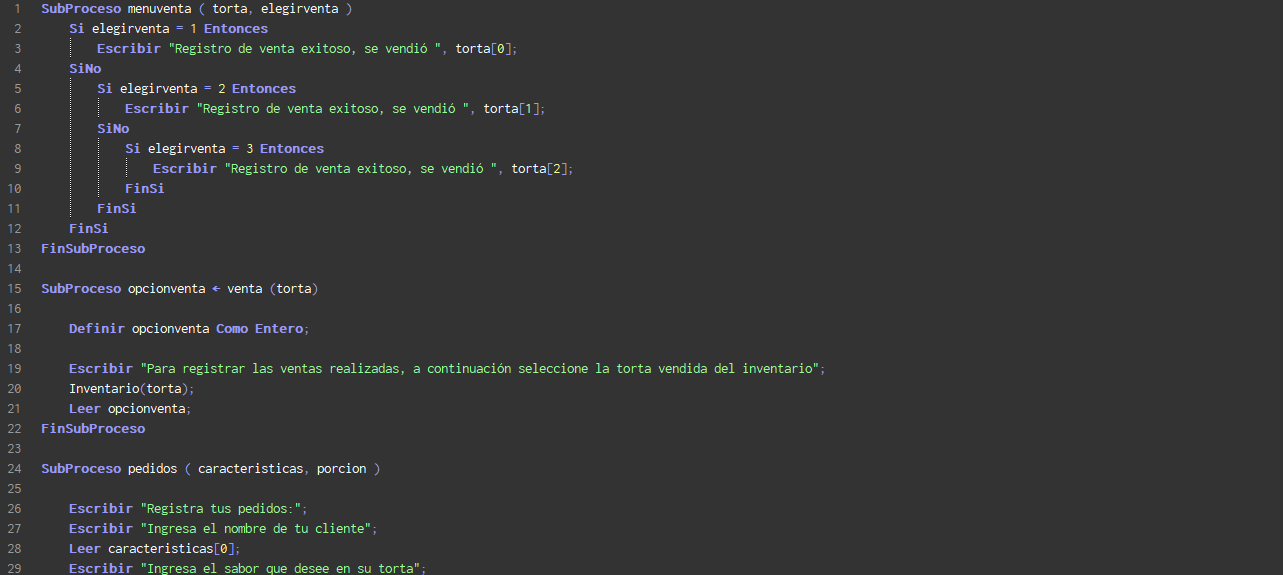 1 SubProceso menuventa ( torta, elegirventa )
2 Si elegirventa = 1 Entonces
3 Escribir "Registro de venta exitoso, se vendió ", torta[0];
4 SiNo
5 Si elegirventa = 2 Entonces
6 Escribir "Registro de venta exitoso, se vendió ", torta[1];
7 SiNo
8 Si elegirventa = 3 Entonces
9 Escribir "Registro de venta exitoso, se vendió ", torta[2];
10 FinSi
11 FinSi
12 FinSi
13 FinSubProceso
14
15 SubProceso opcionventa ← venta (torta)
16
17 Definir opcionventa Como Entero;
18
19 Escribir "Para registrar las ventas realizadas, a continuación seleccione la torta vendida del inventario";
20 Inventario(torta);
21 Leer opcionventa;
22 FinSubProceso
23
24 SubProceso pedidos ( caracteristicas, porcion )
25
26 Escribir "Registra tus pedidos:";
27 Escribir "Ingresa el nombre de tu cliente";
28 Leer caracteristicas[0];
29 Escribir "Ingresa el sabor que desee en su torta";